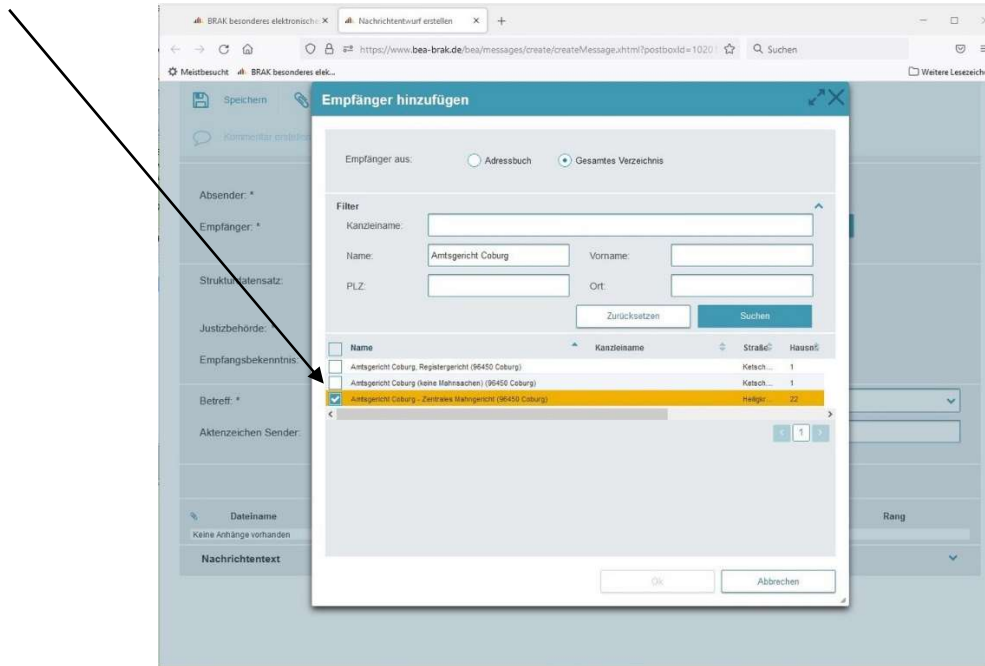 BRAK besonderes elektronische
Nachrichtentwurf erstellen
https://www.bea-brak.de/bea/messages/create/createMessage.xhtml?postboxId=1020
Suchen
Meistbesucht BRAK besonderes elek...
Weitere Lesezeich
Speichern
Empfänger hinzufügen
Kommentar erstellen
Empfänger aus: Adressbuch Gesamtes Verzeichnis
Absender: *
Filter
Empfänger: *
Kanzleiname:
Name: Amtsgericht Coburg Vorname:
Strukturdatensatz:
PLZ: Ort:
Zurücksetzen Suchen
Justizbehörde: *
Name Kanzleiname Straße Hausn
Empfangsbekenntnis:
Amtsgericht Coburg, Registergericht (96450 Coburg) Ketsch... 1
Amtsgericht Coburg (keine Mahnsachen) (96450 Coburg) Ketsch... 1
Betreff: *
Amtsgericht Coburg - Zentrales Mahngericht (96450 Coburg) Heiligkr... 22
Aktenzeichen Sender:
1
Dateiname Rang
Keine Anhänge vorhanden
Nachrichtentext
Ok Abbrechen